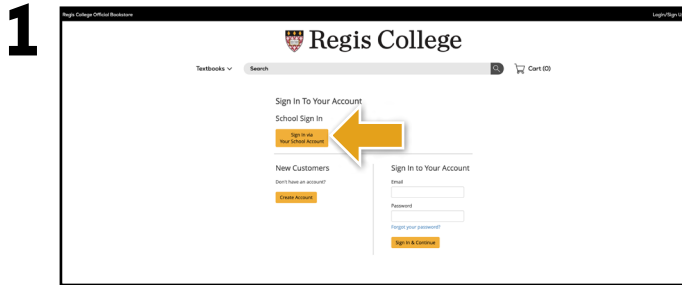 1
Regis College Official Bookstore
Login/Sign U
Regis College
Textbooks
Search
Cart (0)
Sign In To Your Account
School Sign In
Sign In via
Your School Account
New Customers
Don't have an account?
Create Account
Sign In to Your Account
Email
Password
Forgot your password?
Sign In & Continue